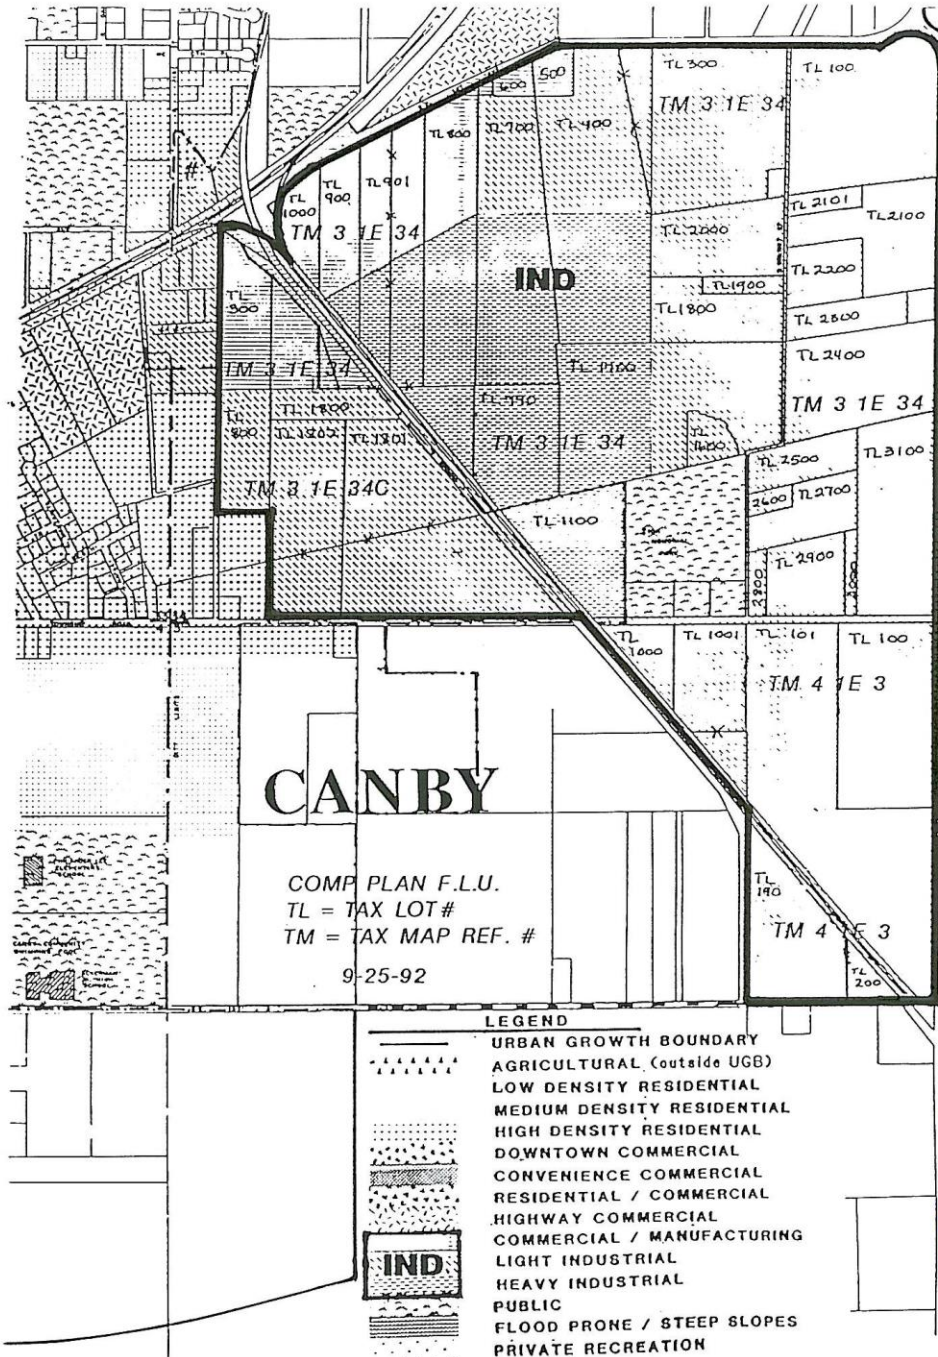 TL 300
TL 100
500
600
TM 3 1E 34
TL 800
TL 700
TL 400
#
TL 900
TL 901
TL 1000
TL 2101
TL 2100
TM 3 1E 34
TL 2000
IND
TL 2200
TL 1900
TL 300
TL 1800
TL 2300
TL 2400
TM 3 1E 34
TL 990
TM 3 1E 34
TM 3 1E 34
TL 800
TL 1800
TL 1802
TL 1801
TL 1600
TL 3100
TL 2500
TM 3 1E 34C
2600
TL 2700
TL 1100
TL 2900
TL 1000
TL 1001
TL 101
TL 100
TM 4 1E 3
CANBY
ELEMENTARY
SCHOOL
COMP PLAN F.L.U.
TL = TAX LOT #
TM = TAX MAP REF. #
9-25-92
TL 190
TM 4 1E 3
TL 200
LEGEND
URBAN GROWTH BOUNDARY
AGRICULTURAL (outside UGB)
LOW DENSITY RESIDENTIAL
MEDIUM DENSITY RESIDENTIAL
HIGH DENSITY RESIDENTIAL
DOWNTOWN COMMERCIAL
CONVENIENCE COMMERCIAL
RESIDENTIAL / COMMERCIAL
HIGHWAY COMMERCIAL
COMMERCIAL / MANUFACTURING
IND
LIGHT INDUSTRIAL
HEAVY INDUSTRIAL
PUBLIC
FLOOD PRONE / STEEP SLOPES
PRIVATE RECREATION